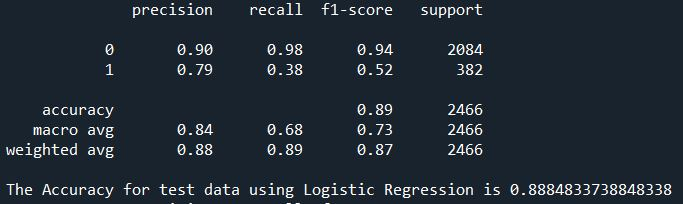 precision recall f1-score support
0 0.90 0.98 0.94 2084
1 0.79 0.38 0.52 382
accuracy 0.89 2466
macro avg 0.84 0.68 0.73 2466
weighted avg 0.88 0.89 0.87 2466
The Accuracy for test data using Logistic Regression is 0.8884833738848338